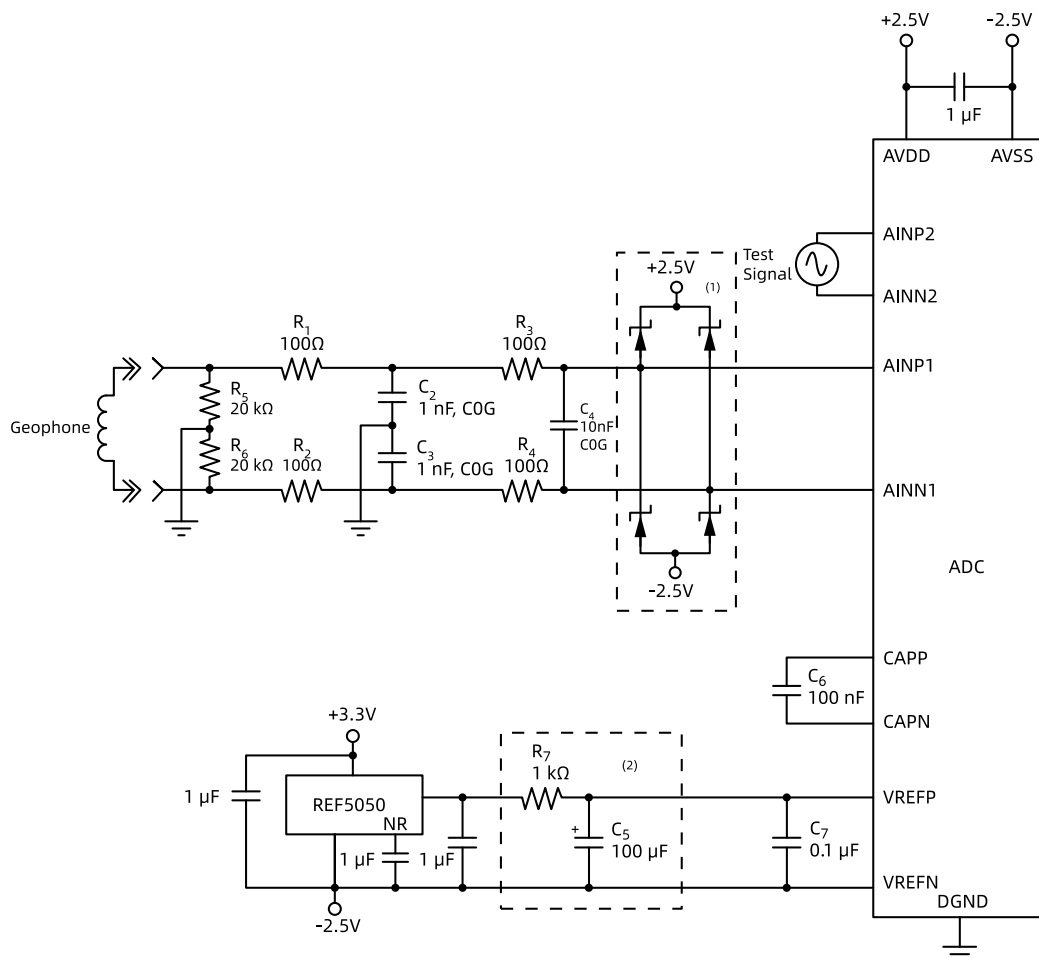 +2.5V
-2.5V
1 µF
AVDD
AVSS
AINP2
Test
Signal
AINN2
+2.5V
(1)
R1
100Ω
R3
100Ω
AINP1
R5
20 kΩ
C2
1 nF, C0G
C4
10nF
C0G
Geophone
R6
20 kΩ
R2
100Ω
C3
1 nF, C0G
R4
100Ω
AINN1
-2.5V
ADC
CAPP
C6
100 nF
CAPN
+3.3V
R7
1 kΩ
(2)
1 µF
REF5050
NR
VREFP
1 µF
1 µF
+
C5
100 µF
C7
0.1 µF
VREFN
DGND
-2.5V